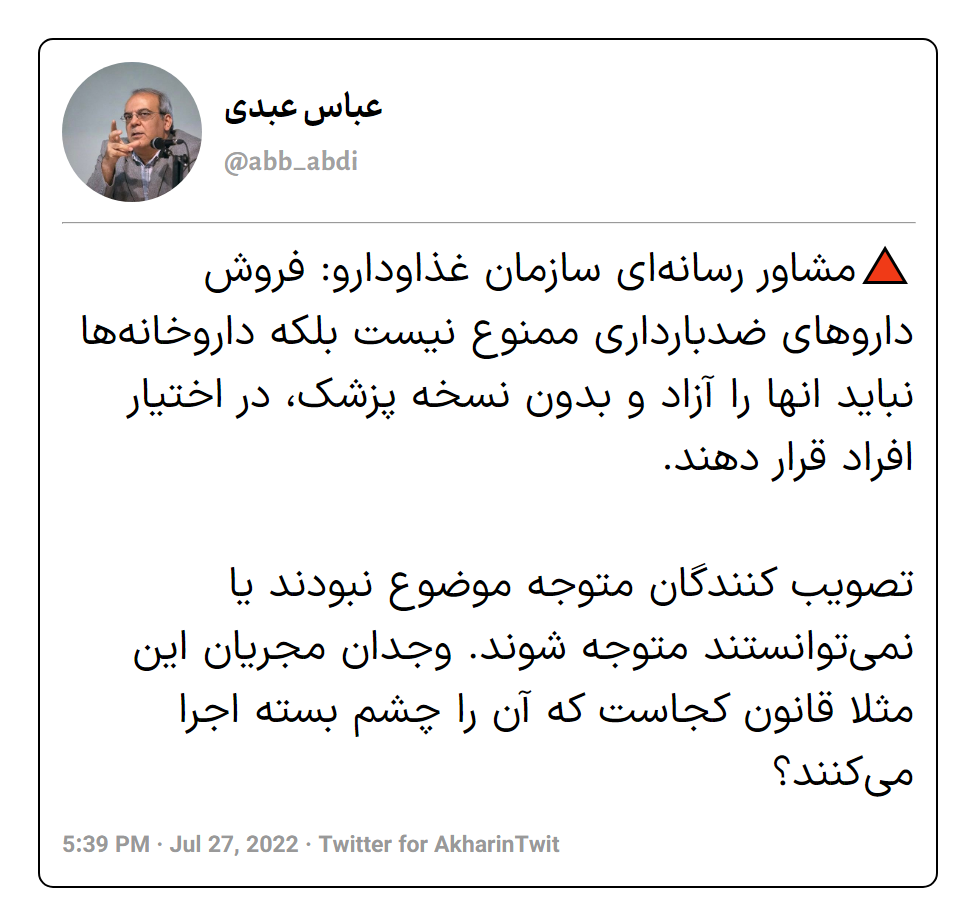 عباس عبدی
@abb_abdi
🔺مشاور رسانه‌ای سازمان غذاودارو: فروش
داروهای ضدبارداری ممنوع نیست بلکه داروخانه‌ها
نباید انها را آزاد و بدون نسخه پزشک، در اختیار
افراد قرار دهند.
تصویب کنندگان متوجه موضوع نبودند یا
نمی‌توانستند متوجه شوند. وجدان مجریان این
مثلا قانون کجاست که آن را چشم بسته اجرا
می‌کنند؟
5:39 PM · Jul 27, 2022 · Twitter for AkharinTwit